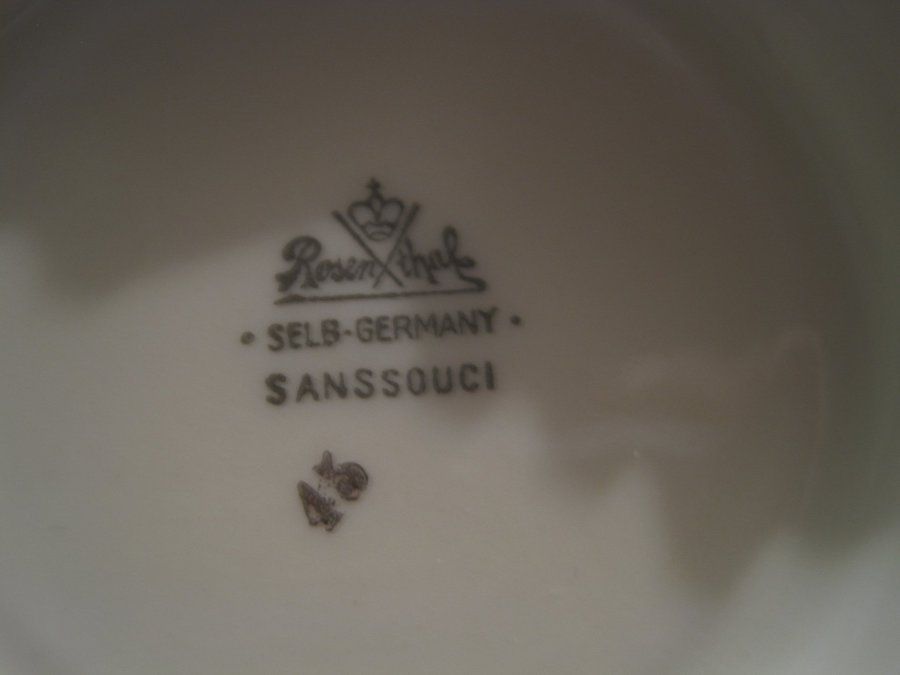 Rosenthal
· SELB-GERMANY ·
SANSSOUCI